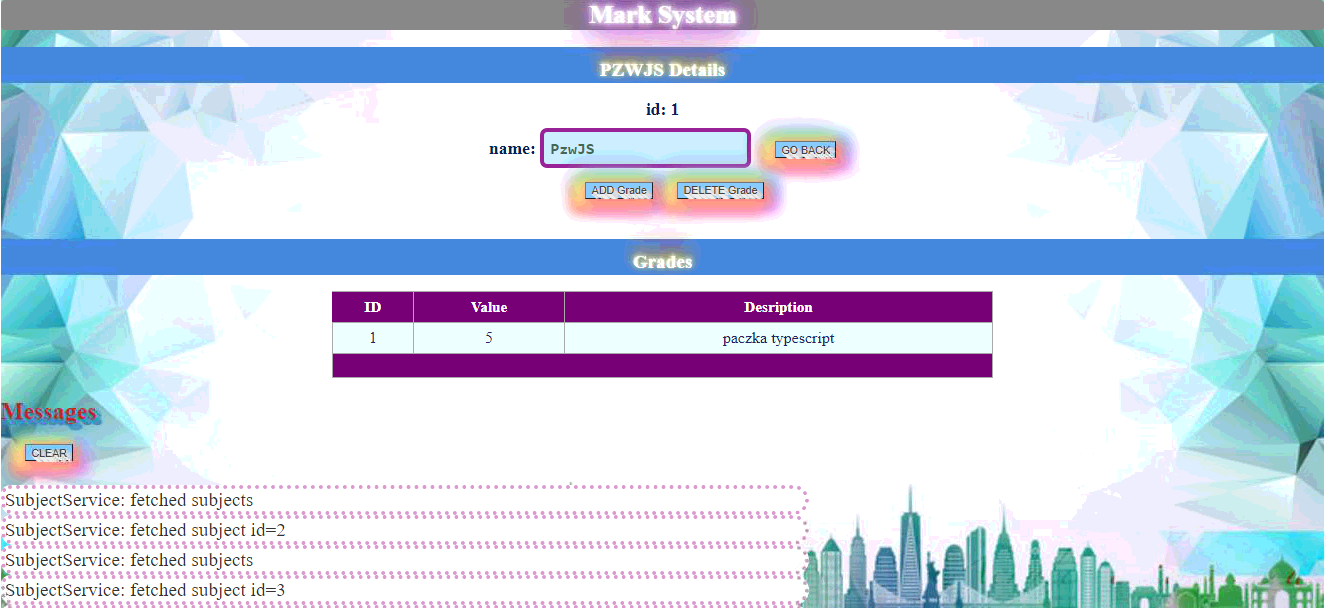 Mark System
PZWJS Details
id: 1
name: PzwJS GO BACK
ADD Grade DELETE Grade
Grades
ID Value Desription
1 5 paczka typescript
Messages
CLEAR
SubjectService: fetched subjects
SubjectService: fetched subject id=2
SubjectService: fetched subjects
SubjectService: fetched subject id=3